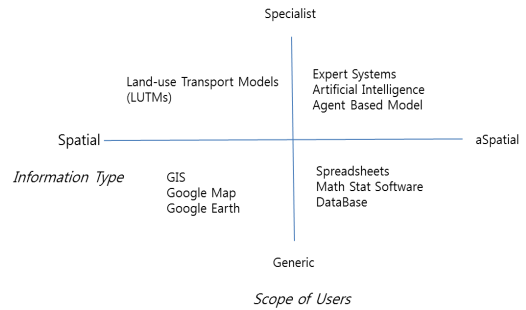 Specialist
Land-use Transport Models
(LUTMs)
Expert Systems
Artificial Intelligence
Agent Based Model
Spatial
aSpatial
Information Type
GIS
Google Map
Google Earth
Spreadsheets
Math Stat Software
DataBase
Generic
Scope of Users